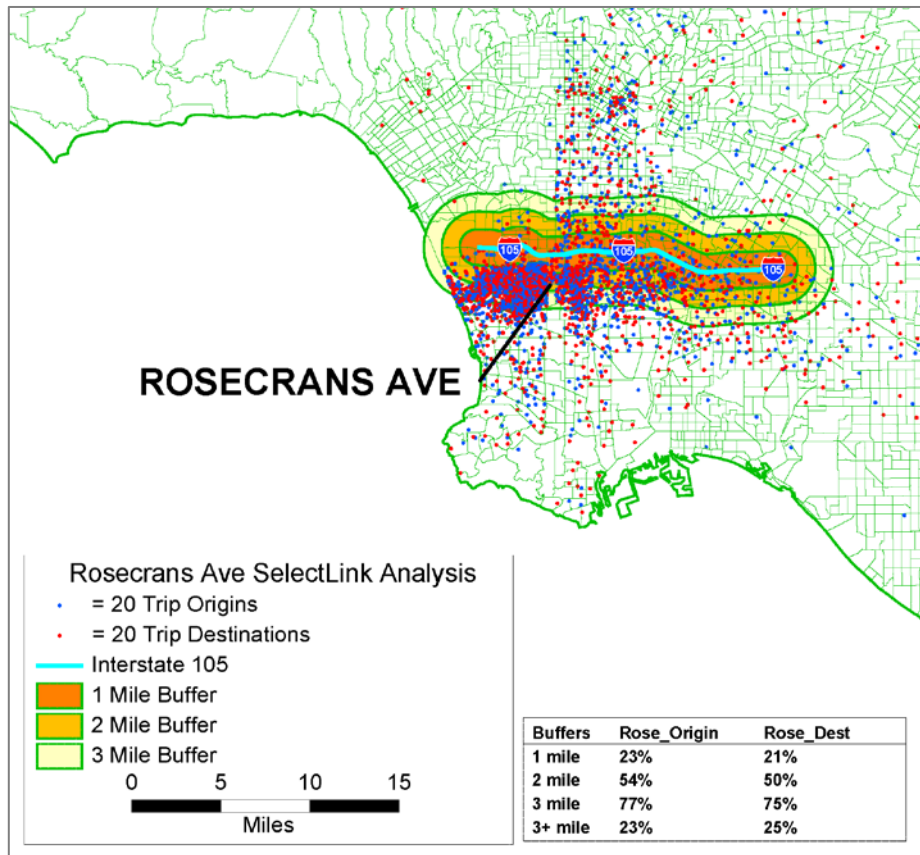 105
105
105
ROSECRANS AVE
Rosecrans Ave SelectLink Analysis
= 20 Trip Origins
= 20 Trip Destinations
Interstate 105
1 Mile Buffer
2 Mile Buffer
3 Mile Buffer
0 5 10 15
Miles
Buffers Rose_Origin Rose_Dest
1 mile 23% 21%
2 mile 54% 50%
3 mile 77% 75%
3+ mile 23% 25%